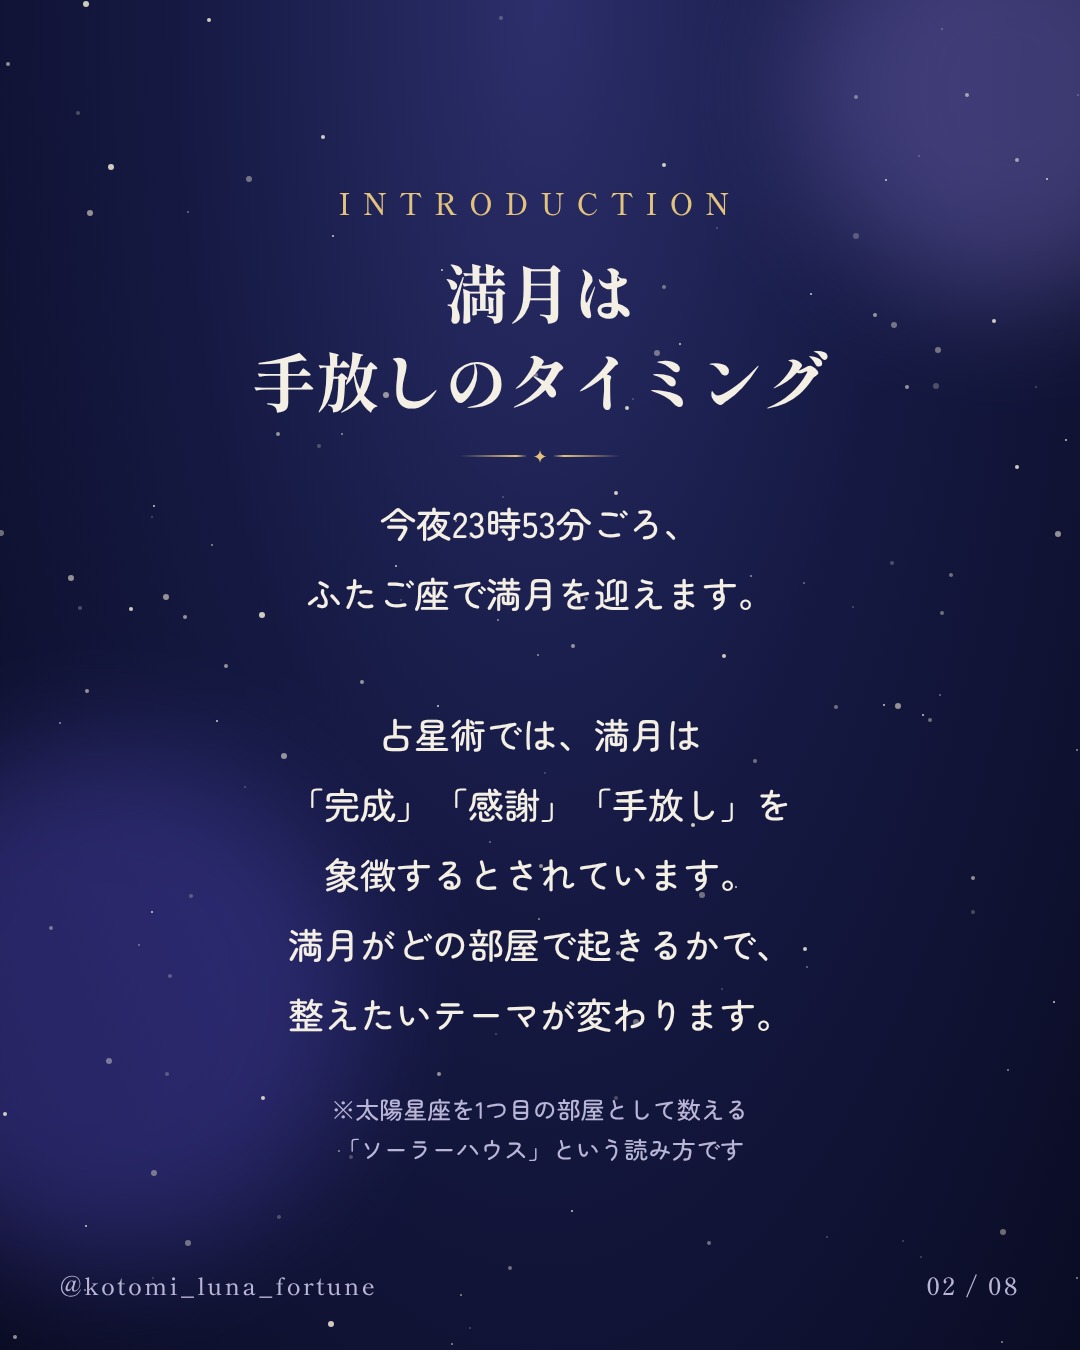 INTRODUCTION
満月は
手放しのタイミング
今夜23時53分ごろ、
ふたご座で満月を迎えます。
占星術では、満月は
「完成」「感謝」「手放し」を
象徴するとされています。
満月がどの部屋で起きるかで、
整えたいテーマが変わります。
※太陽星座を1つ目の部屋として数える
「ソーラーハウス」という読み方です
@kotomi_luna_fortune
02 / 08